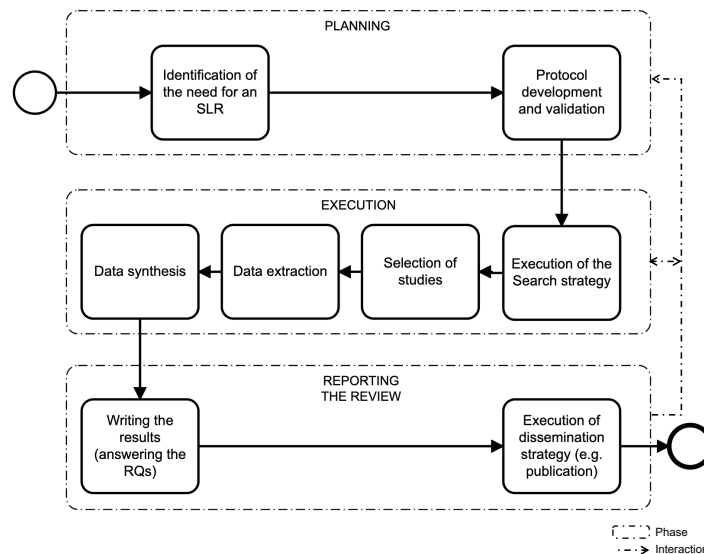 PLANNING
Identification of
the need for an
SLR
Protocol
development
and validation
EXECUTION
Data synthesis
Data extraction
Selection of
studies
Execution of the
Search strategy
REPORTING
THE REVIEW
Writing the
results
(answering the
RQs)
Execution of
dissemination
strategy (e.g.
publication)
Phase
Interaction